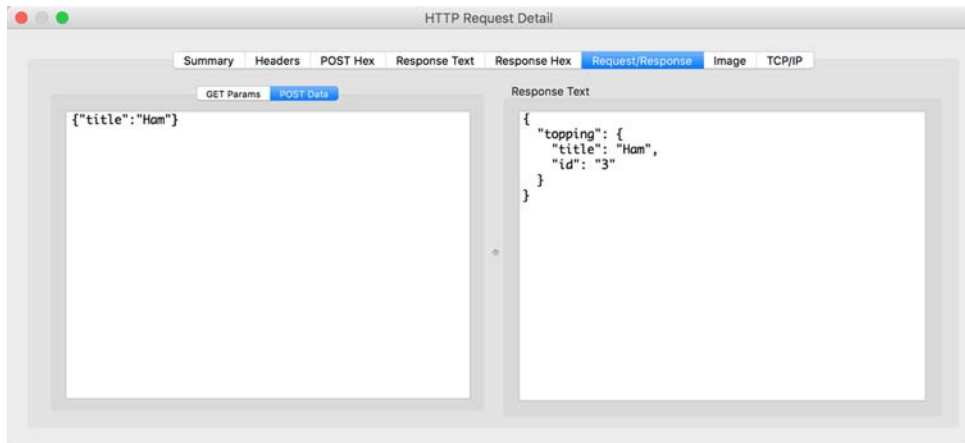 HTTP Request Detail
Summary Headers POST Hex Response Text Response Hex Request/Response Image TCP/IP
GET Params POST Data
{"title":"Ham"}
Response Text
{
  "topping": {
    "title": "Ham",
    "id": "3"
  }
}